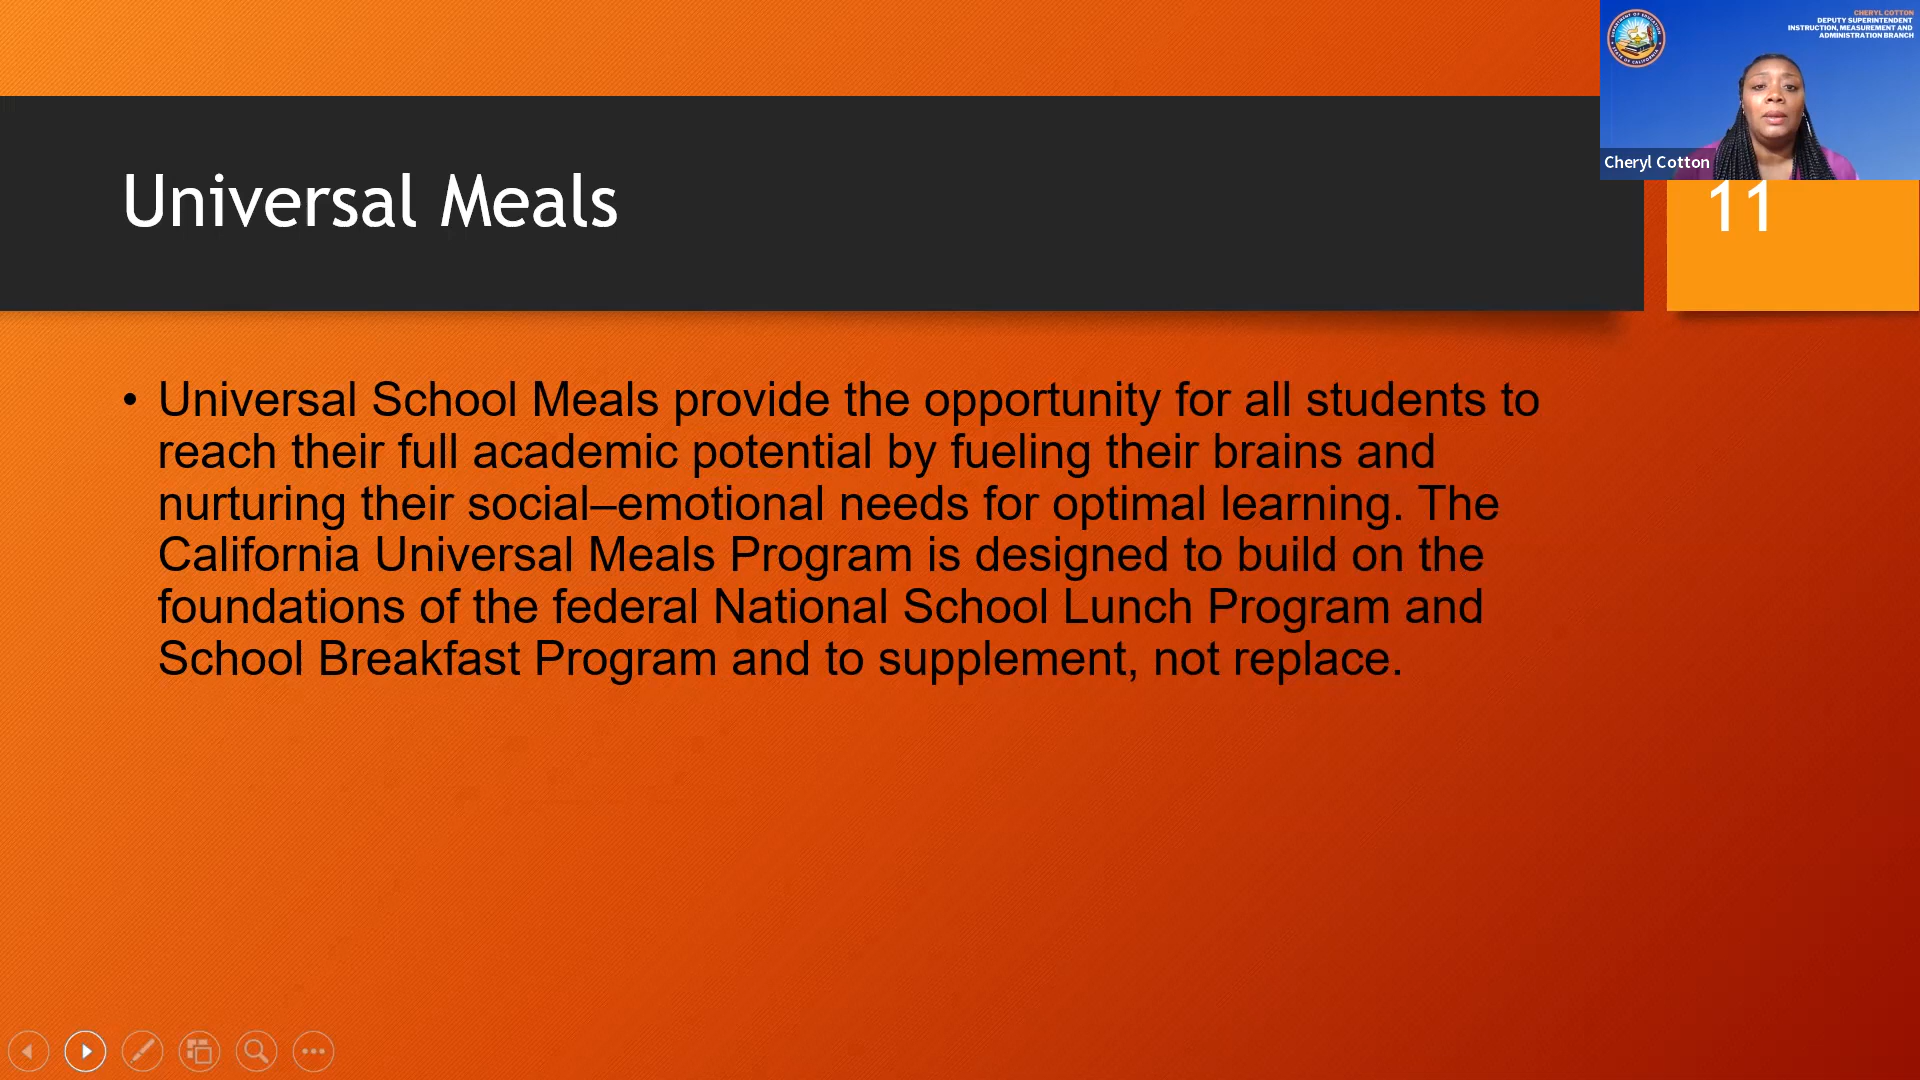 CHERYL COTTON
DEPUTY SUPERINTENDENT
INSTRUCTION, MEASUREMENT AND
ADMINISTRATION BRANCH
Cheryl Cotton
Universal Meals
11
• Universal School Meals provide the opportunity for all students to
reach their full academic potential by fueling their brains and
nurturing their social–emotional needs for optimal learning. The
California Universal Meals Program is designed to build on the
foundations of the federal National School Lunch Program and
School Breakfast Program and to supplement, not replace.